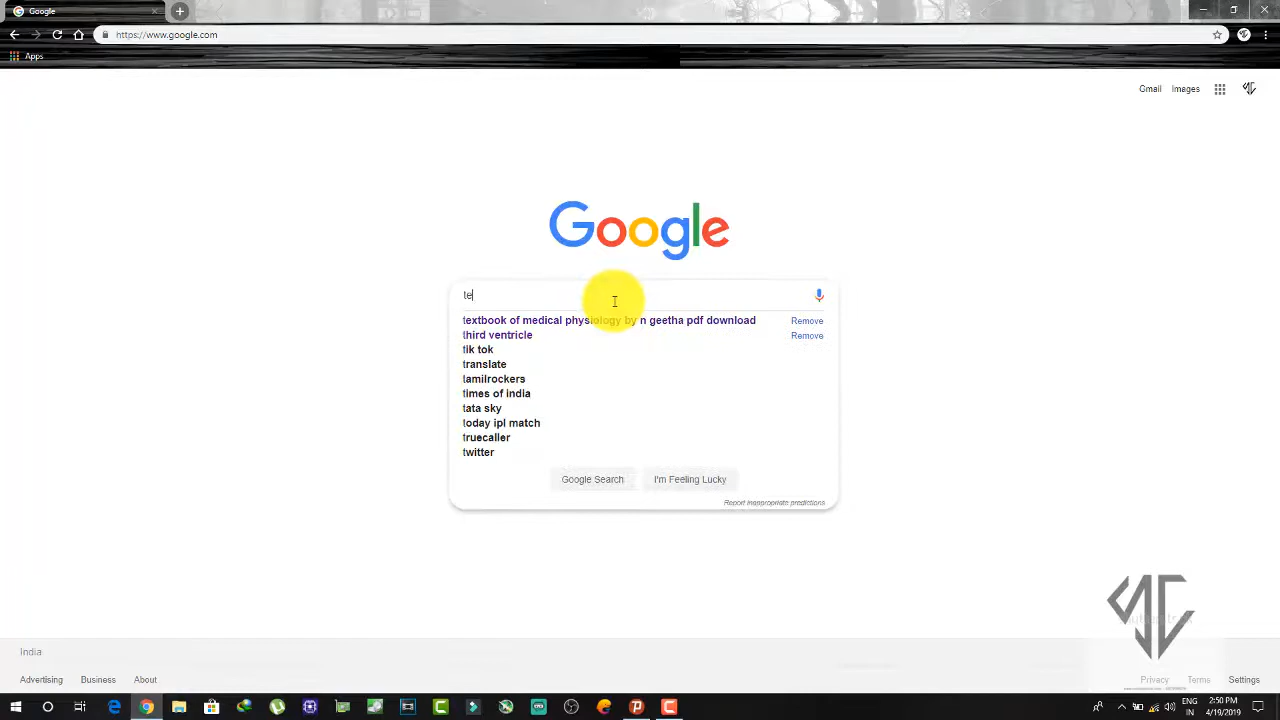 Google
https://www.google.com
Apps
Gmail Images
Google
te
textbook of medical physiology by n geetha pdf download Remove
third ventricle Remove
tik tok
translate
tamilrockers
times of india
tata sky
today ipl match
truecaller
twitter
Google Search I'm Feeling Lucky
Report inappropriate predictions
India
Advertising Business About Privacy Terms Settings
ENG 2:50 PM
IN 4/19/2019